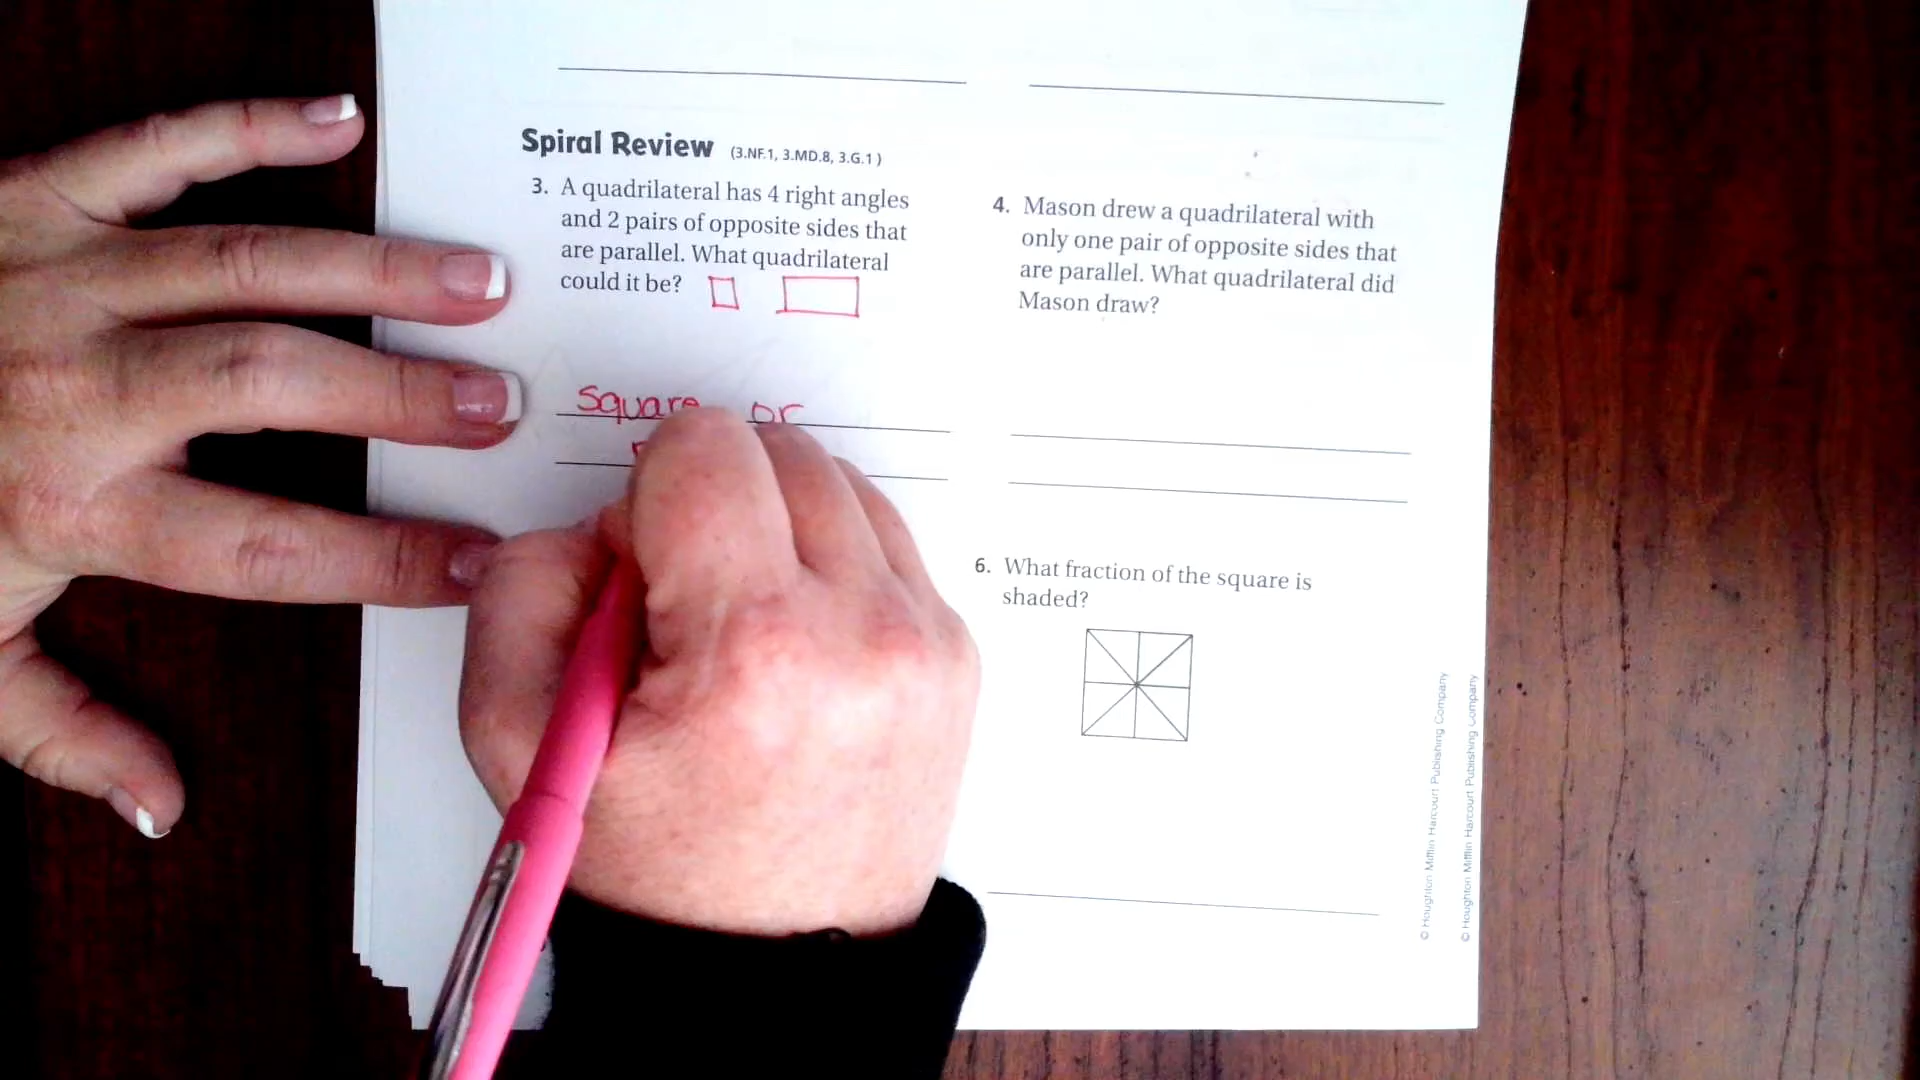 Spiral Review (3.NF.1, 3.MD.8, 3.G.1 )
3. A quadrilateral has 4 right angles
and 2 pairs of opposite sides that
are parallel. What quadrilateral
could it be?
square or
4. Mason drew a quadrilateral with
only one pair of opposite sides that
are parallel. What quadrilateral did
Mason draw?
6. What fraction of the square is
shaded?
© Houghton Mifflin Harcourt Publishing Company
© Houghton Mifflin Harcourt Publishing Company